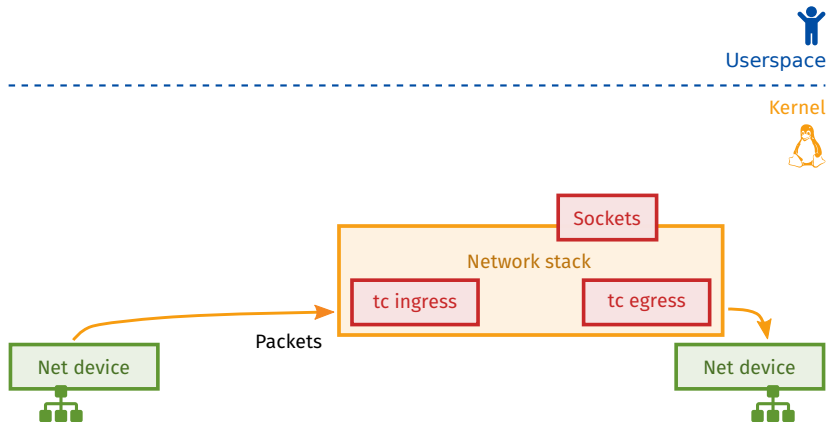 Userspace
Kernel
Sockets
Network stack
tc ingress
tc egress
Packets
Net device
Net device